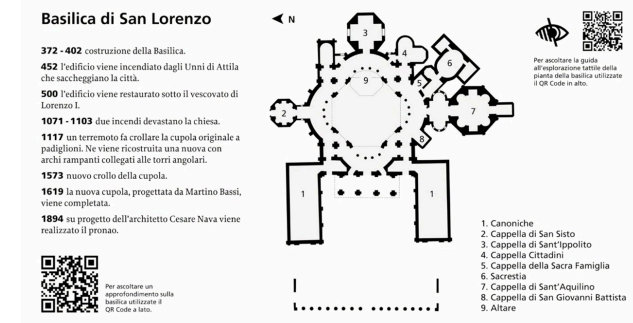 Basilica di San Lorenzo
372 - 402 costruzione della Basilica.
452 l'edificio viene incendiato dagli Unni di Attila
che saccheggiano la città.
500 l'edificio viene restaurato sotto il vescovato di
Lorenzo I.
1071 - 1103 due incendi devastano la chiesa.
1117 un terremoto fa crollare la cupola originale a
padiglioni. Ne viene ricostruita una nuova con
archi rampanti collegati alle torri angolari.
1573 nuovo crollo della cupola.
1619 la nuova cupola, progettata da Martino Bassi,
viene completata.
1894 su progetto dell'architetto Cesare Nava viene
realizzato il pronao.
Per ascoltare un
approfondimento sulla
basilica utilizzate il
QR Code a lato.
N
3
4
6
5
9
2
7
8
1
1
Per ascoltare la guida
all'esplorazione tattile della
pianta della basilica utilizzate
il QR Code in alto.
1. Canoniche
2. Cappella di San Sisto
3. Cappella di Sant'Ippolito
4. Cappella Cittadini
5. Cappella della Sacra Famiglia
6. Sacrestia
7. Cappella di Sant'Aquilino
8. Cappella di San Giovanni Battista
9. Altare